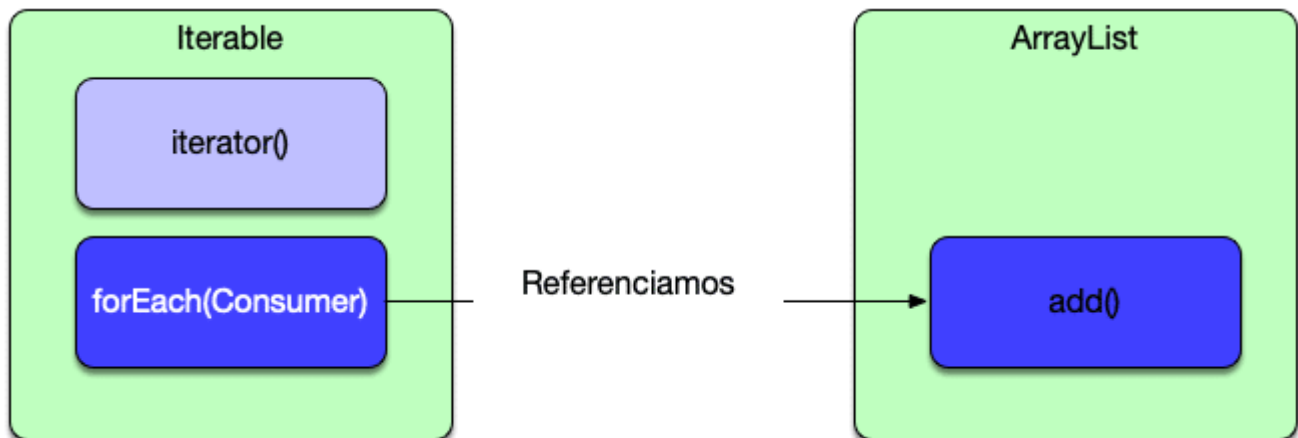 Iterable
iterator()
forEach(Consumer)
Referenciamos
ArrayList
add()